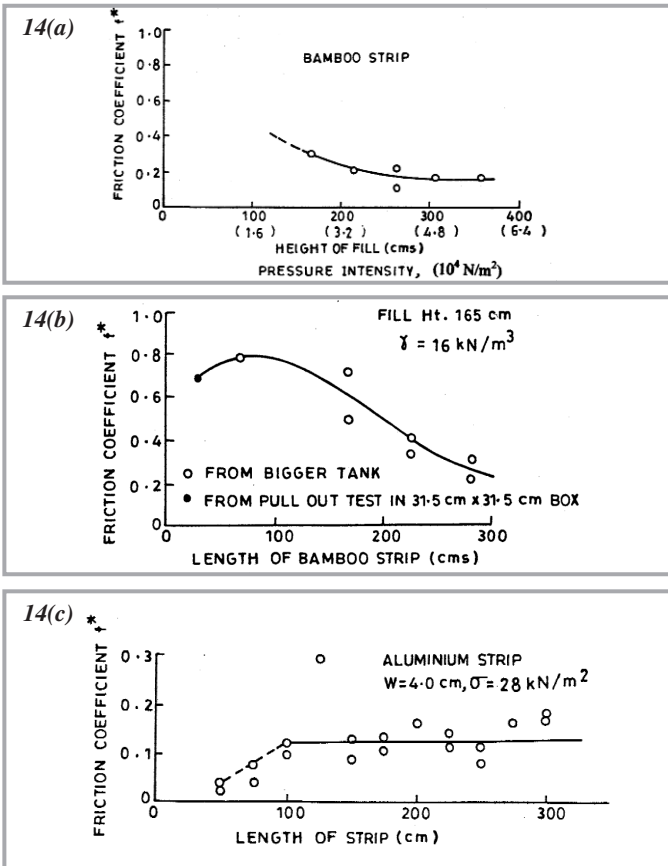 14(a)
FRICTION COEFFICIENT f*
1.0
0.8
0.6
0.4
0.2
0
BAMBOO STRIP
0 100 200 300 400
(1.6) (3.2) (4.8) (6.4)
HEIGHT OF FILL (cms)
PRESSURE INTENSITY, (10⁴ N/m²)
14(b)
FRICTION COEFFICIENT f*
1.0
0.8
0.6
0.4
0.2
0
FILL Ht. 165 cm
γ = 16 kN/m³
○ FROM BIGGER TANK
● FROM PULL OUT TEST IN 31.5 cm x 31.5 cm BOX
0 100 200 300
LENGTH OF BAMBOO STRIP (cms)
14(c)
FRICTION COEFFICIENT f*
0.3
0.2
0.1
0
ALUMINIUM STRIP
W=4.0 cm, σ = 28 kN/m²
0 100 200 300
LENGTH OF STRIP (cm)